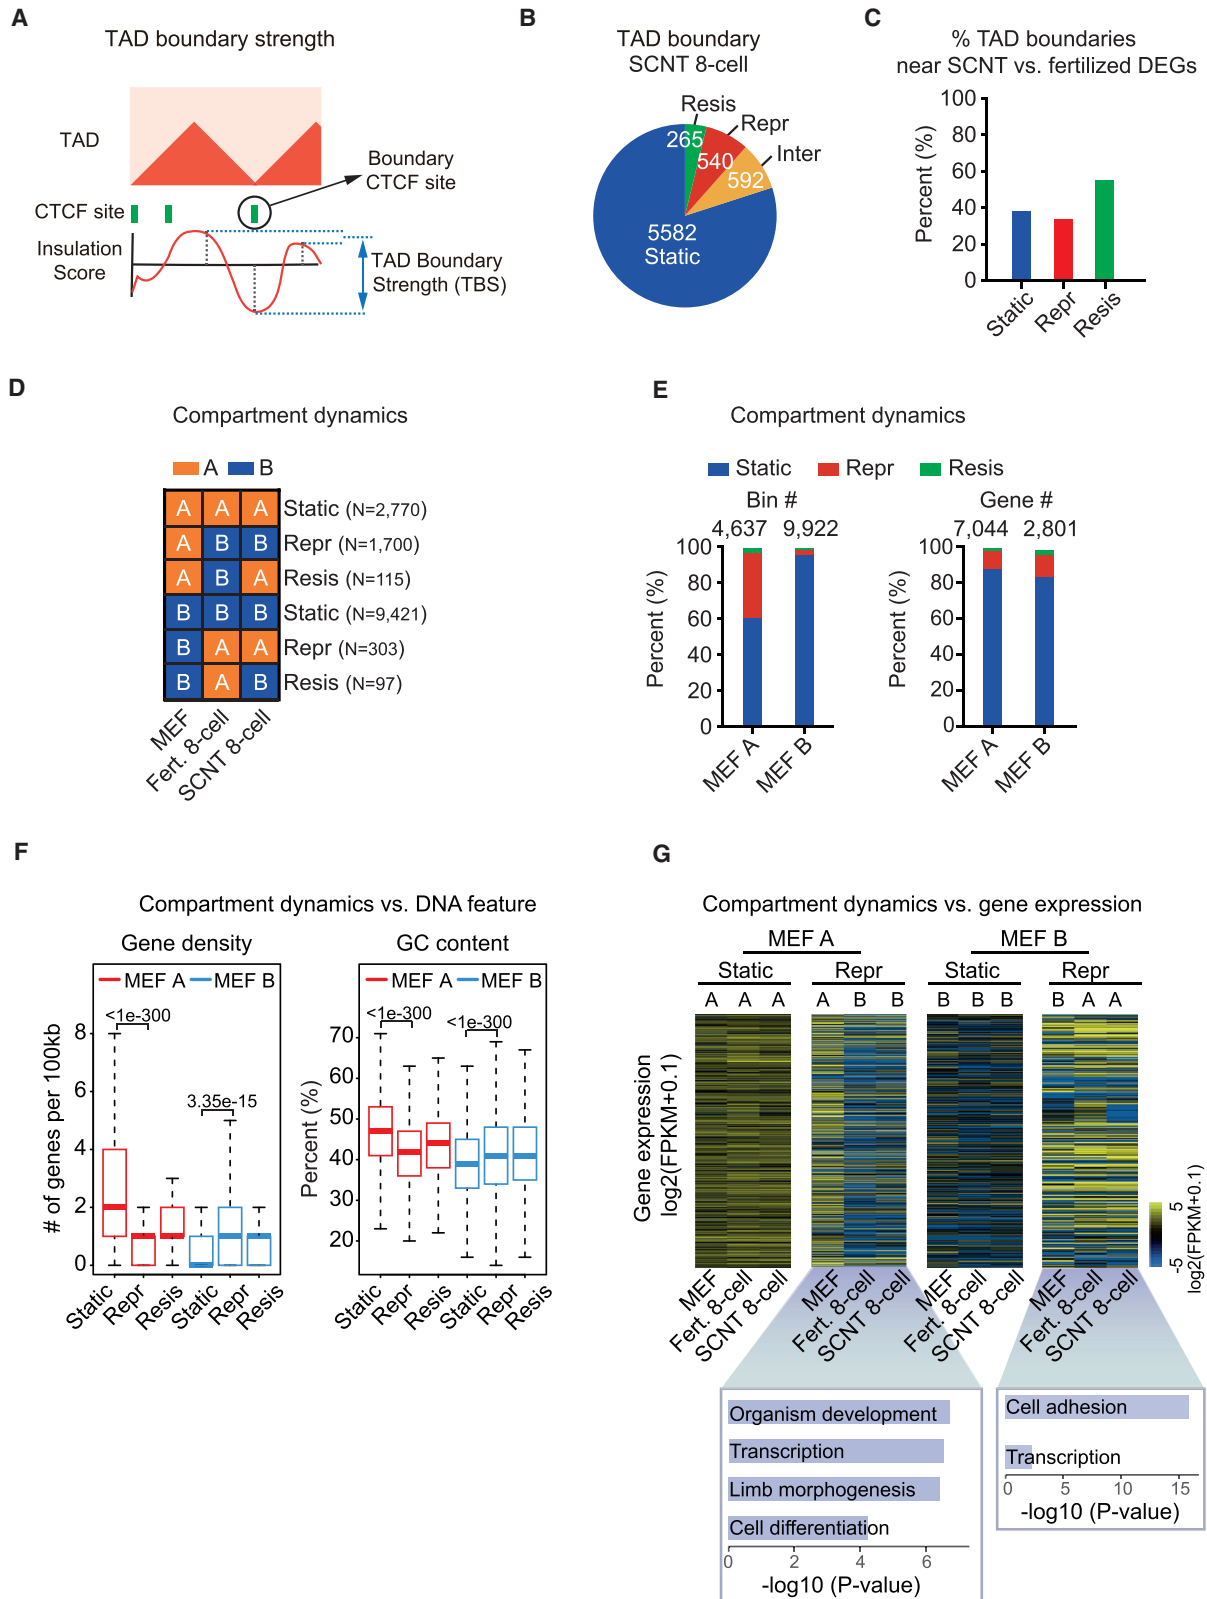 A
TAD boundary strength
TAD
Boundary
CTCF site
CTCF site
Insulation
Score
TAD Boundary
Strength (TBS)
B
TAD boundary
SCNT 8-cell
Resis
Repr
Inter
265
540
592
5582
Static
C
% TAD boundaries
near SCNT vs. fertilized DEGs
Percent (%)
100
80
60
40
20
0
Static
Repr
Resis
D
Compartment dynamics
A B
A A A Static (N=2,770)
A B B Repr (N=1,700)
A B A Resis (N=115)
B B B Static (N=9,421)
B A A Repr (N=303)
B A B Resis (N=97)
MEF
Fert. 8-cell
SCNT 8-cell
E
Compartment dynamics
Static Repr Resis
Bin #
4,637 9,922
Percent (%)
100
80
60
40
20
0
MEF A
MEF B
Gene #
7,044 2,801
Percent (%)
100
80
60
40
20
0
MEF A
MEF B
F
Compartment dynamics vs. DNA feature
Gene density
MEF A MEF B
<1e-300
3.35e-15
# of genes per 100kb
8
6
4
2
0
Static
Repr
Resis
Static
Repr
Resis
GC content
MEF A MEF B
<1e-300
<1e-300
Percent (%)
70
60
50
40
30
20
Static
Repr
Resis
Static
Repr
Resis
G
Compartment dynamics vs. gene expression
MEF A MEF B
Static Repr Static Repr
A A A A B B B B B B A A
Gene expression
log2(FPKM+0.1)
MEF
Fert. 8-cell
SCNT 8-cell
MEF
Fert. 8-cell
SCNT 8-cell
MEF
Fert. 8-cell
SCNT 8-cell
MEF
Fert. 8-cell
SCNT 8-cell
5
-5
log2(FPKM+0.1)
Organism development
Transcription
Limb morphogenesis
Cell differentiation
0 2 4 6
-log10 (P-value)
Cell adhesion
Transcription
0 5 10 15
-log10 (P-value)